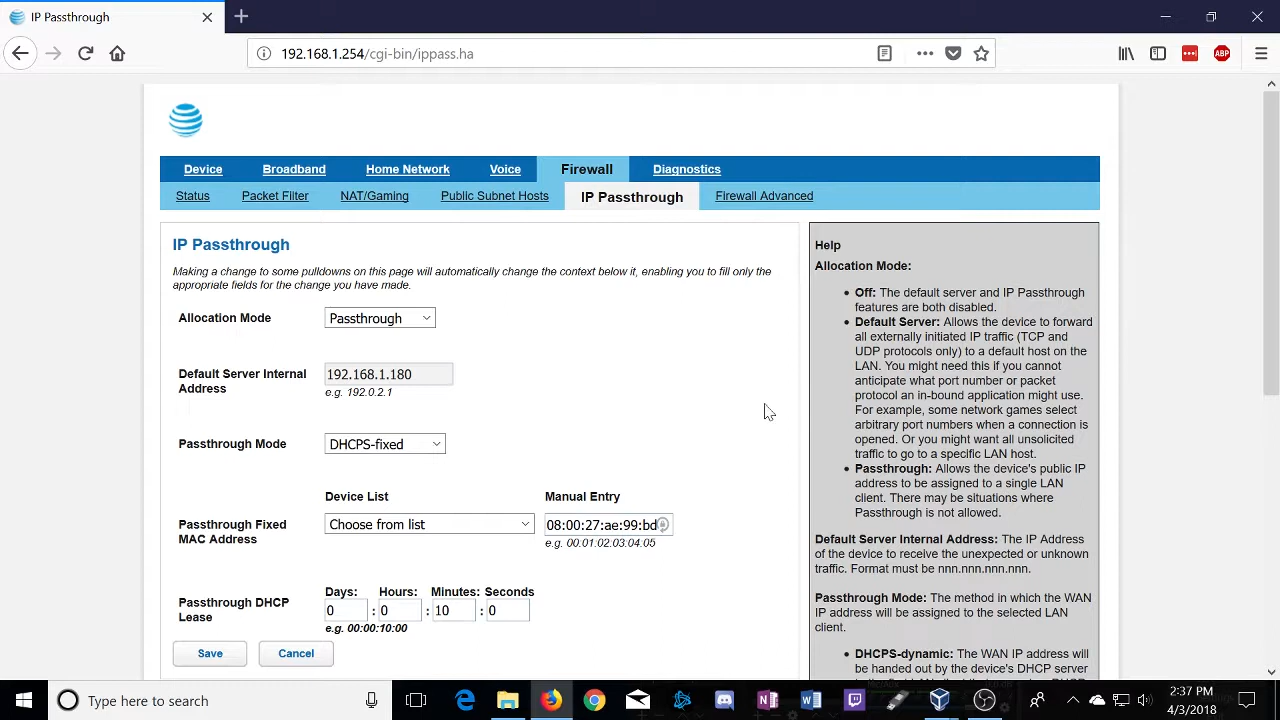 IP Passthrough
192.168.1.254/cgi-bin/ippass.ha
ABP
Device Broadband Home Network Voice Firewall Diagnostics
Status Packet Filter NAT/Gaming Public Subnet Hosts IP Passthrough Firewall Advanced
IP Passthrough
Making a change to some pulldowns on this page will automatically change the context below it, enabling you to fill only the
appropriate fields for the change you have made.
Allocation Mode Passthrough
Default Server Internal
Address
192.168.1.180
e.g. 192.0.2.1
Passthrough Mode DHCPS-fixed
Device List Manual Entry
Passthrough Fixed
MAC Address
Choose from list 08:00:27:ae:99:bd
e.g. 00:01:02:03:04:05
Days: Hours: Minutes: Seconds
Passthrough DHCP
Lease
0 : 0 : 10 : 0
e.g. 00:00:10:00
Save Cancel
Help
Allocation Mode:
• Off: The default server and IP Passthrough
features are both disabled.
• Default Server: Allows the device to forward
all externally initiated IP traffic (TCP and
UDP protocols only) to a default host on the
LAN. You might need this if you cannot
anticipate what port number or packet
protocol an in-bound application might use.
For example, some network games select
arbitrary port numbers when a connection is
opened. Or you might want all unsolicited
traffic to go to a specific LAN host.
• Passthrough: Allows the device's public IP
address to be assigned to a single LAN
client. There may be situations where
Passthrough is not allowed.
Default Server Internal Address: The IP Address
of the device to receive the unexpected or unknown
traffic. Format must be nnn.nnn.nnn.nnn.
Passthrough Mode: The method in which the WAN
IP address will be assigned to the selected LAN
client.
• DHCPS-dynamic: The WAN IP address will
be handed out by the device's DHCP server
Type here to search
2:37 PM
4/3/2018